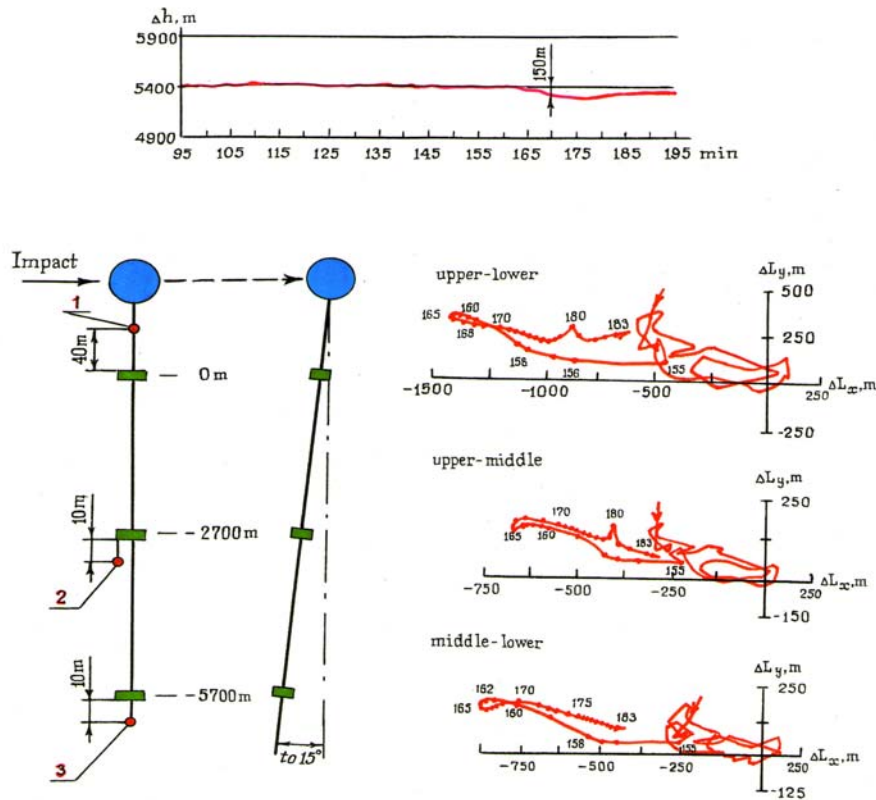 Δh, m
5900
5400
4900
150m
95 105 115 125 135 145 155 165 175 185 195 min
Impact
1
40m
0m
10m
-2700m
2
10m
-5700m
3
to 15°
upper-lower
ΔLy, m
500
250
165 160 170 180 183
168
158 156 155
-1500 -1000 -500 ΔLx, m
250
-250
upper-middle
ΔLy, m
250
170 180
165 160 183
155
-750 -500 -250 ΔLx, m
250
-150
middle-lower
ΔLy, m
250
162 170 175
165 160 183
158 155
-750 -500 -250 ΔLx, m
250
-125